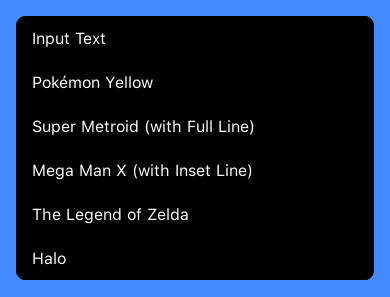 Input Text
Pokémon Yellow
Super Metroid (with Full Line)
Mega Man X (with Inset Line)
The Legend of Zelda
Halo